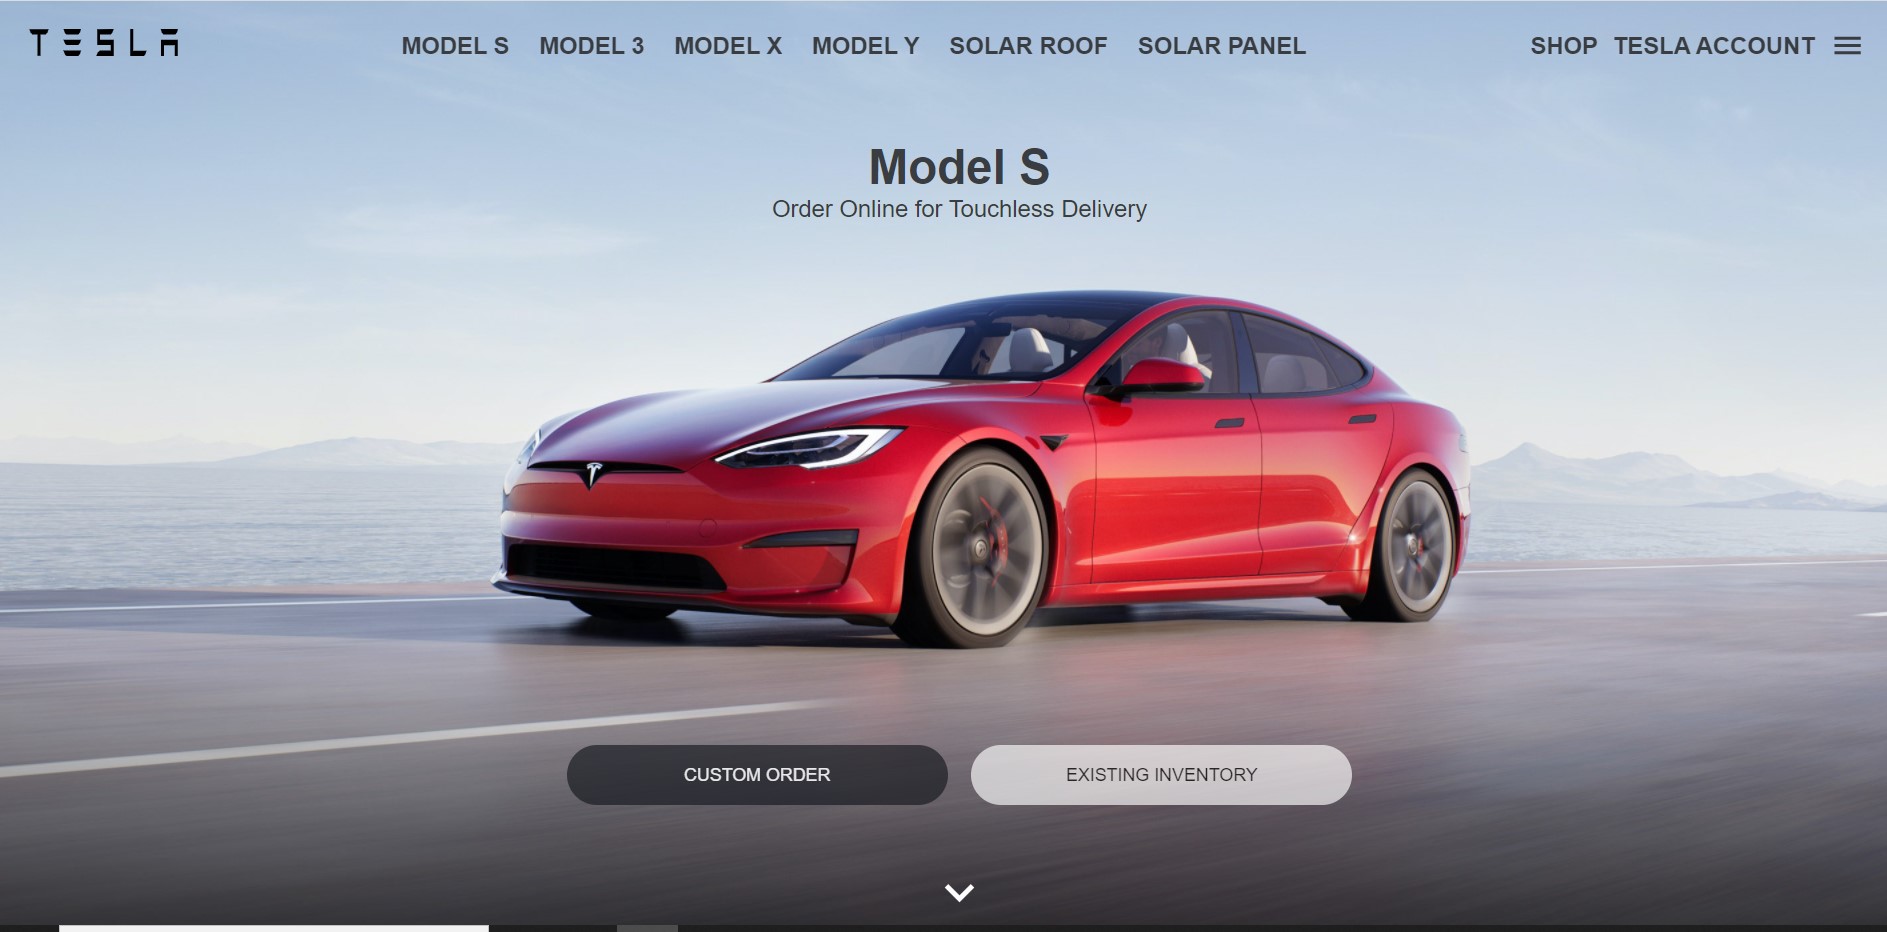 TESLA
MODEL S MODEL 3 MODEL X MODEL Y SOLAR ROOF SOLAR PANEL SHOP TESLA ACCOUNT
Model S
Order Online for Touchless Delivery
CUSTOM ORDER EXISTING INVENTORY